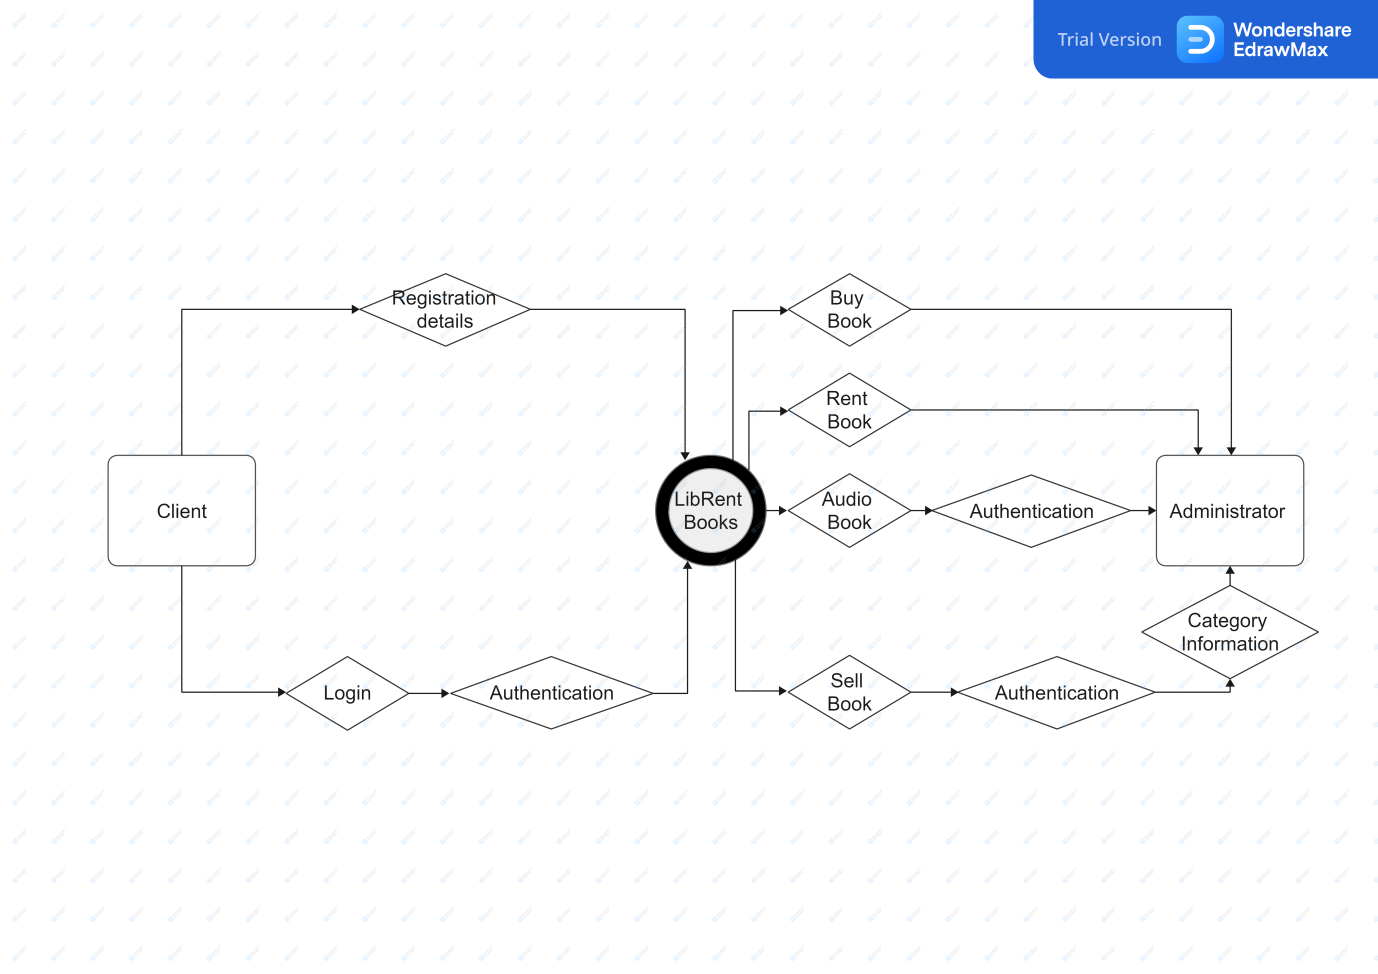 Trial Version
Wondershare
EdrawMax
Registration
details
Buy
Book
Rent
Book
Client
LibRent
Books
Audio
Book
Authentication
Administrator
Category
Information
Login
Authentication
Sell
Book
Authentication